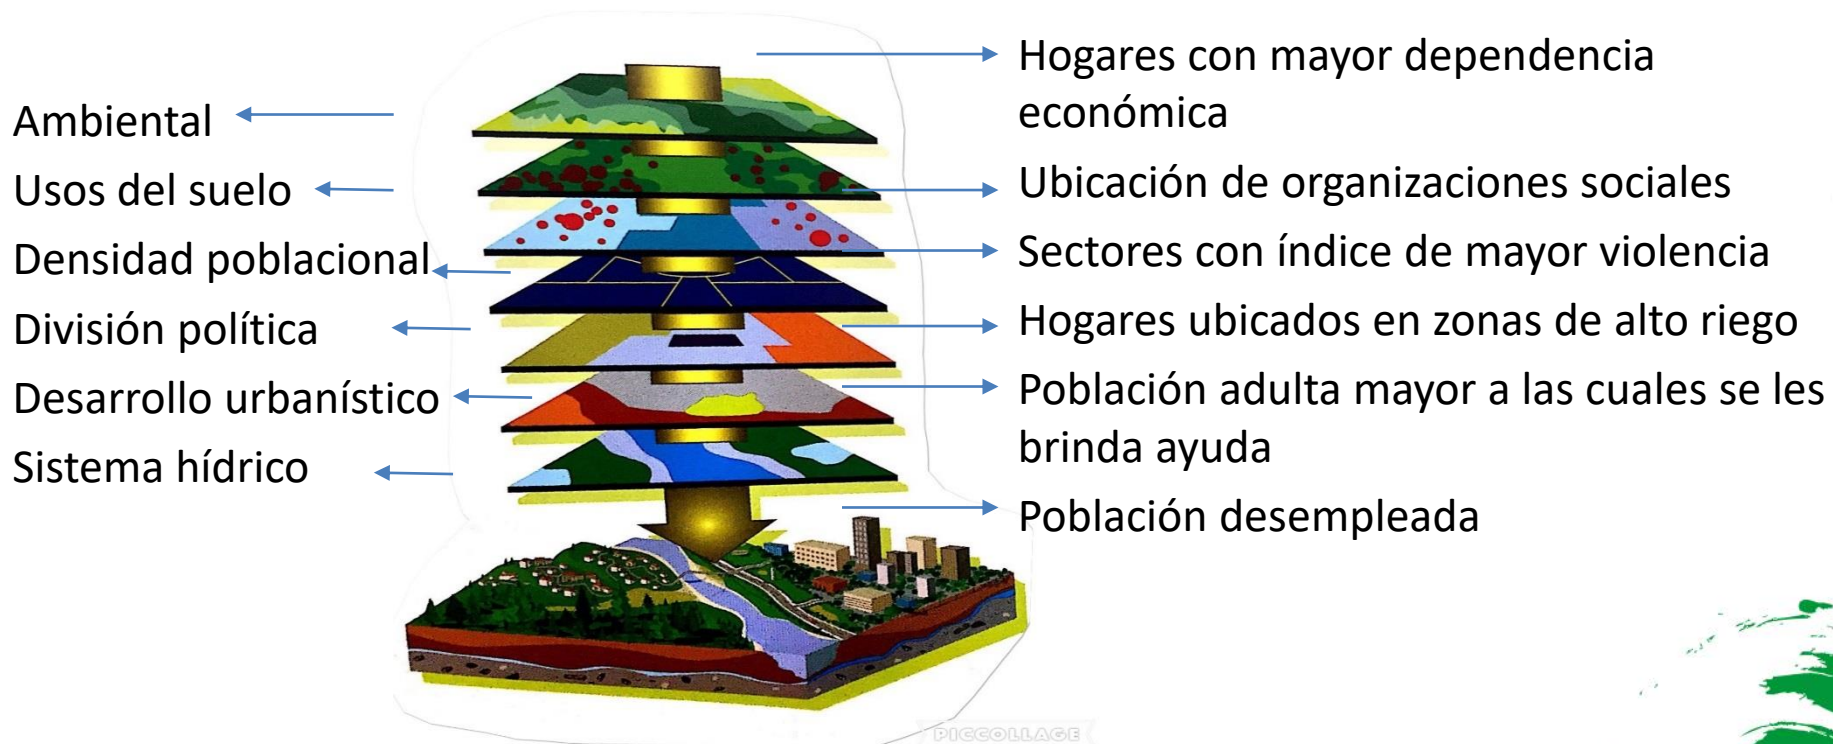 Ambiental
Usos del suelo
Densidad poblacional
División política
Desarrollo urbanístico
Sistema hídrico
Hogares con mayor dependencia
económica
Ubicación de organizaciones sociales
Sectores con índice de mayor violencia
Hogares ubicados en zonas de alto riego
Población adulta mayor a las cuales se les
brinda ayuda
Población desempleada
PICCOLLAGE